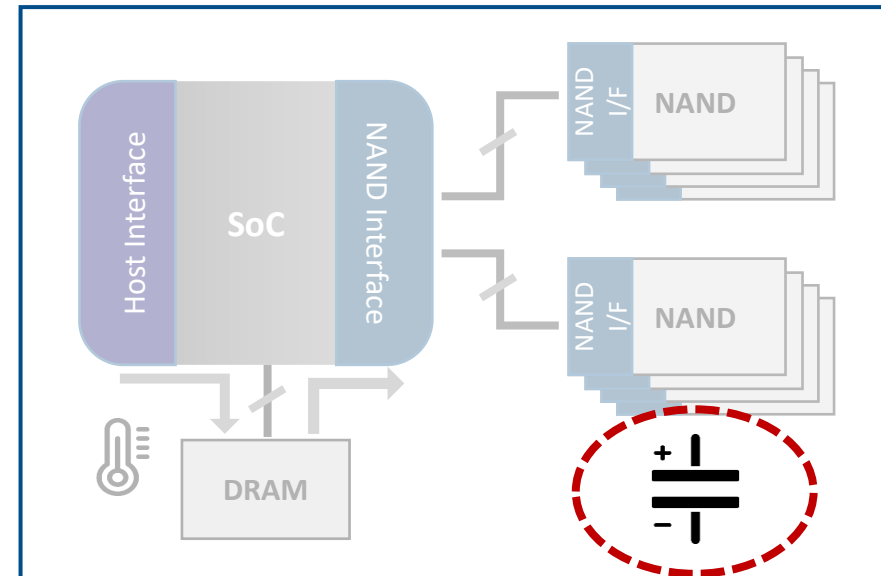 Host Interface
SoC
NAND Interface
NAND
I/F
NAND
NAND
I/F
NAND
DRAM
+
−